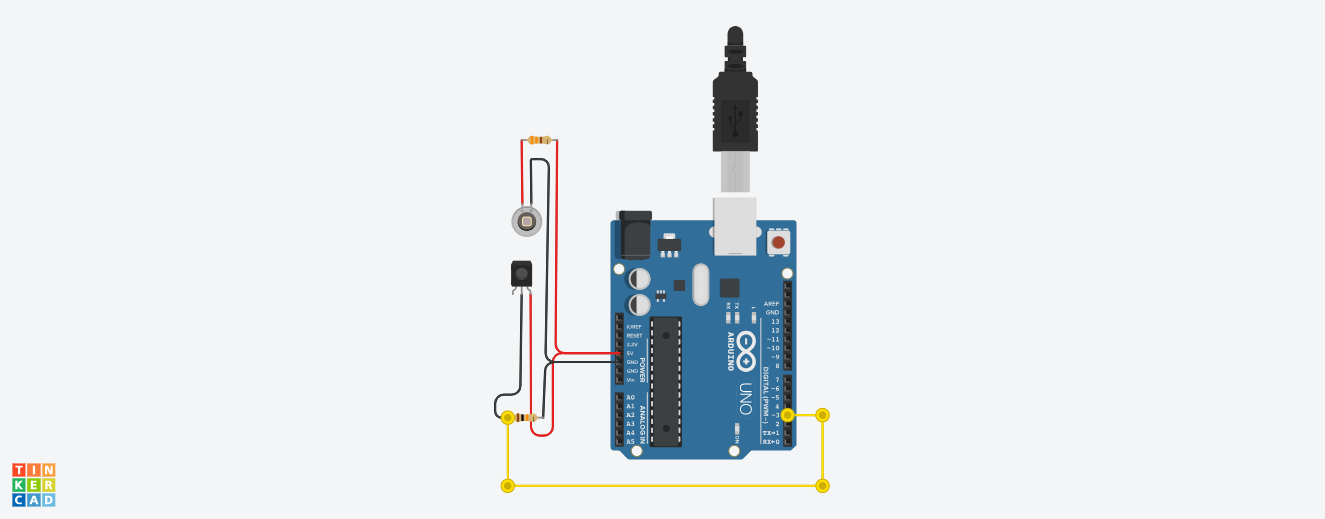 AREF
GND
13
12
~11
~10
~9
8
7
~6
~5
4
~3
2
TX→1
RX←0
DIGITAL (PWM~)
RX
TX
L
ARDUINO
UNO
ON
IOREF
RESET
3.3V
5V
GND
GND
Vin
POWER
A0
A1
A2
A3
A4
A5
ANALOG IN
TIN
KER
CAD